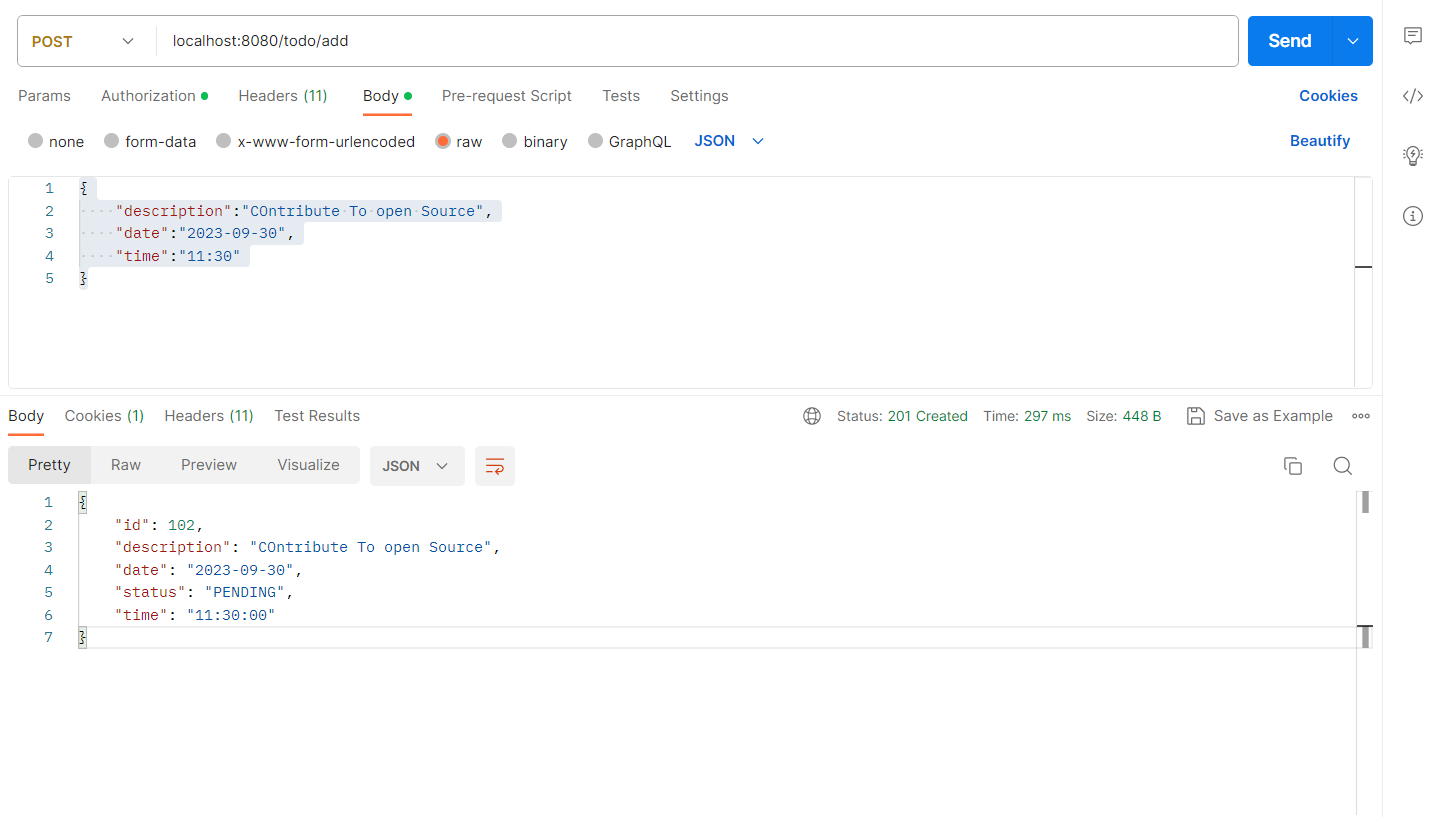 POST localhost:8080/todo/add Send
Params Authorization Headers (11) Body Pre-request Script Tests Settings Cookies
none form-data x-www-form-urlencoded raw binary GraphQL JSON Beautify
1 {
2 "description":"COntribute To open Source",
3 "date":"2023-09-30",
4 "time":"11:30"
5 }
Body Cookies (1) Headers (11) Test Results Status: 201 Created Time: 297 ms Size: 448 B Save as Example
Pretty Raw Preview Visualize JSON
1 {
2 "id": 102,
3 "description": "COntribute To open Source",
4 "date": "2023-09-30",
5 "status": "PENDING",
6 "time": "11:30:00"
7 }